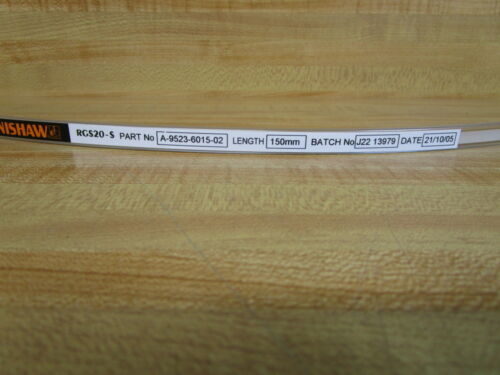 NISHAW RGS20-S PART No A-9523-6015-02 LENGTH 150mm BATCH No J22 13979 DATE 21/10/05